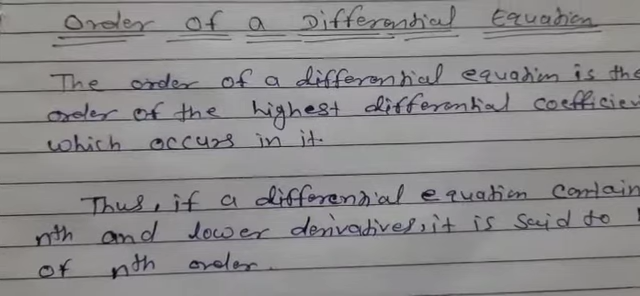 Order of a Differential Equation
The order of a differential equation is the
order of the highest differential coefficien
which occurs in it.
Thus, if a differential equation contain
nth and lower derivatives, it is said to
of nth order.